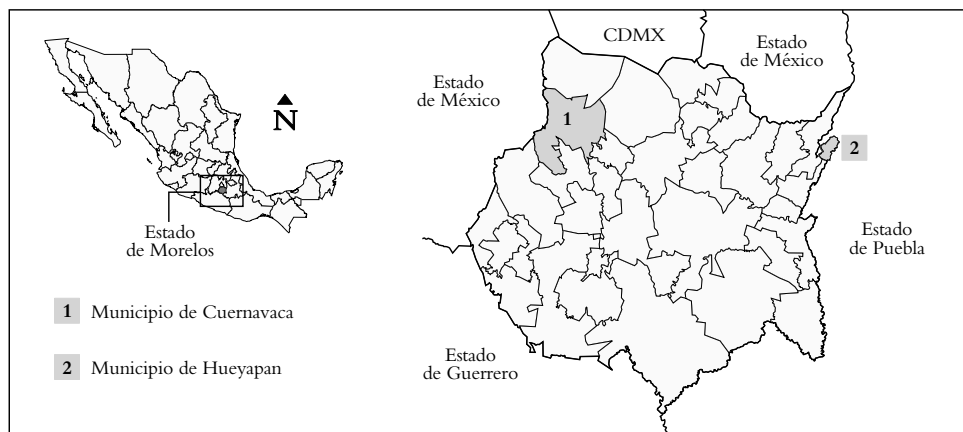 N
Estado
de Morelos
1 Municipio de Cuernavaca
2 Municipio de Hueyapan
CDMX
Estado
de México
Estado
de México
1
2
Estado
de Puebla
Estado
de Guerrero